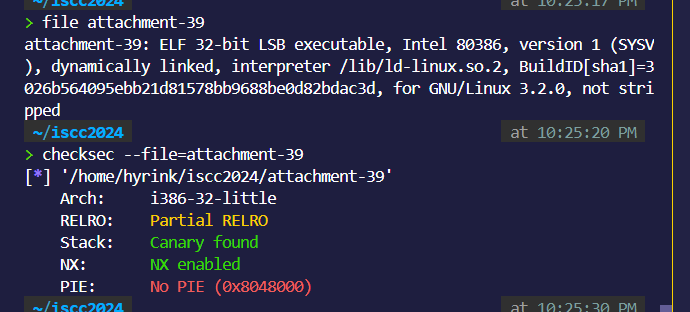 ~/iscc2024 at 10:25:17 PM
> file attachment-39
attachment-39: ELF 32-bit LSB executable, Intel 80386, version 1 (SYSV
), dynamically linked, interpreter /lib/ld-linux.so.2, BuildID[sha1]=3
026b564095ebb21d81578bb9688be0d82bdac3d, for GNU/Linux 3.2.0, not stri
pped
~/iscc2024 at 10:25:20 PM
> checksec --file=attachment-39
[*] '/home/hyrink/iscc2024/attachment-39'
Arch: i386-32-little
RELRO: Partial RELRO
Stack: Canary found
NX: NX enabled
PIE: No PIE (0x8048000)
~/iscc2024 at 10:25:30 PM